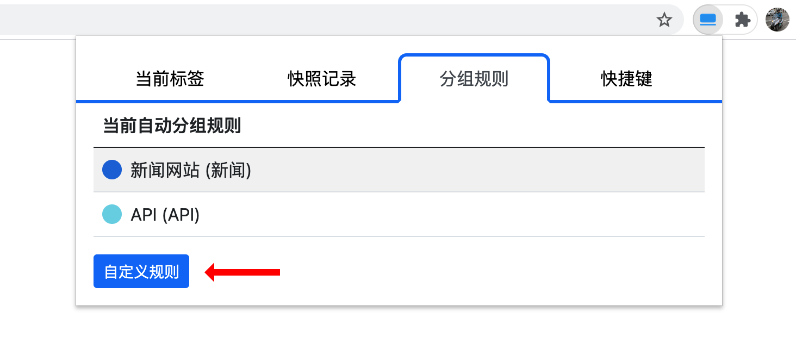 当前标签
快照记录
分组规则
快捷键
当前自动分组规则
新闻网站 (新闻)
API (API)
自定义规则